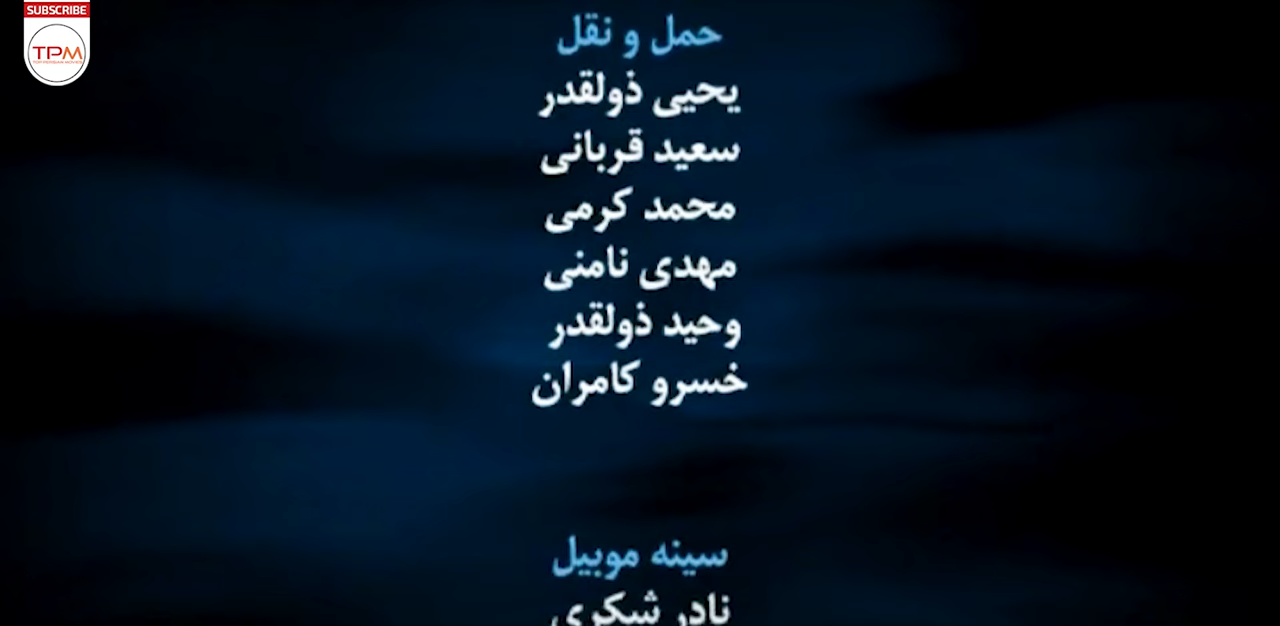 SUBSCRIBE
TPM
حمل و نقل
یحیی ذولقدر
سعید قربانی
محمد کرمی
مهدی نامنی
وحید ذولقدر
خسرو کامران
سینه موبیل
نادر شکری